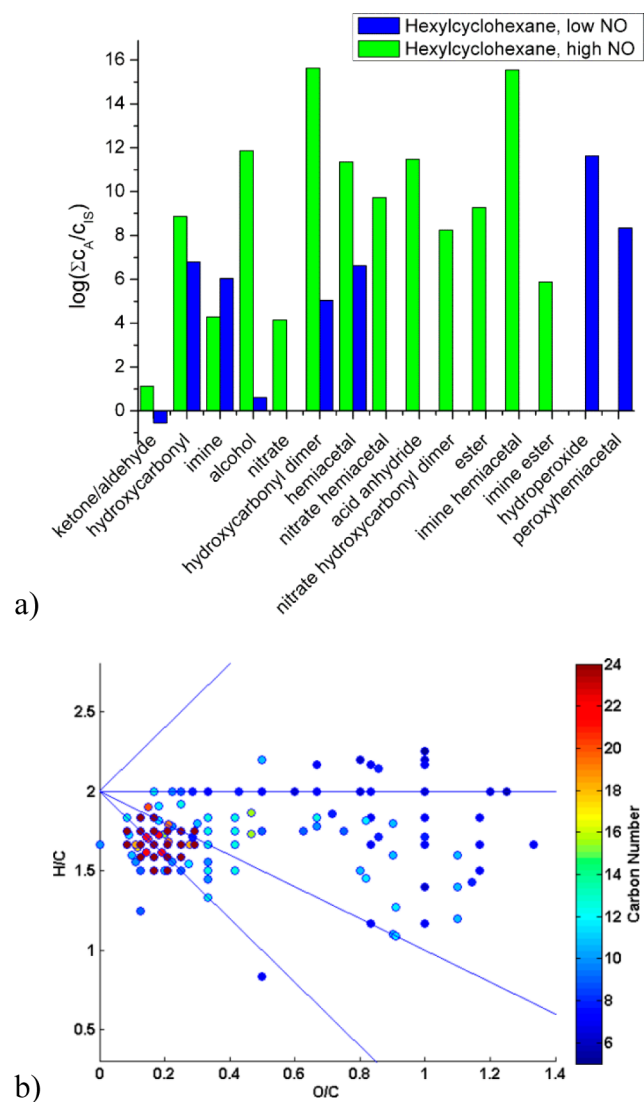 a)
Hexylcyclohexane, low NO
Hexylcyclohexane, high NO
log(Σc_A/c_IS)
16
14
12
10
8
6
4
2
0
ketone/aldehyde
hydroxycarbonyl
imine
alcohol
nitrate
hydroxycarbonyl dimer
hemiacetal
nitrate hemiacetal
acid anhydride
nitrate hydroxycarbonyl dimer
ester
imine hemiacetal
imine ester
hydroperoxide
peroxyhemiacetal
b)
H/C
2.5
2
1.5
1
0.5
0 0.2 0.4 0.6 0.8 1 1.2 1.4
O/C
24
22
20
18
16
14
12
10
8
6
Carbon Number